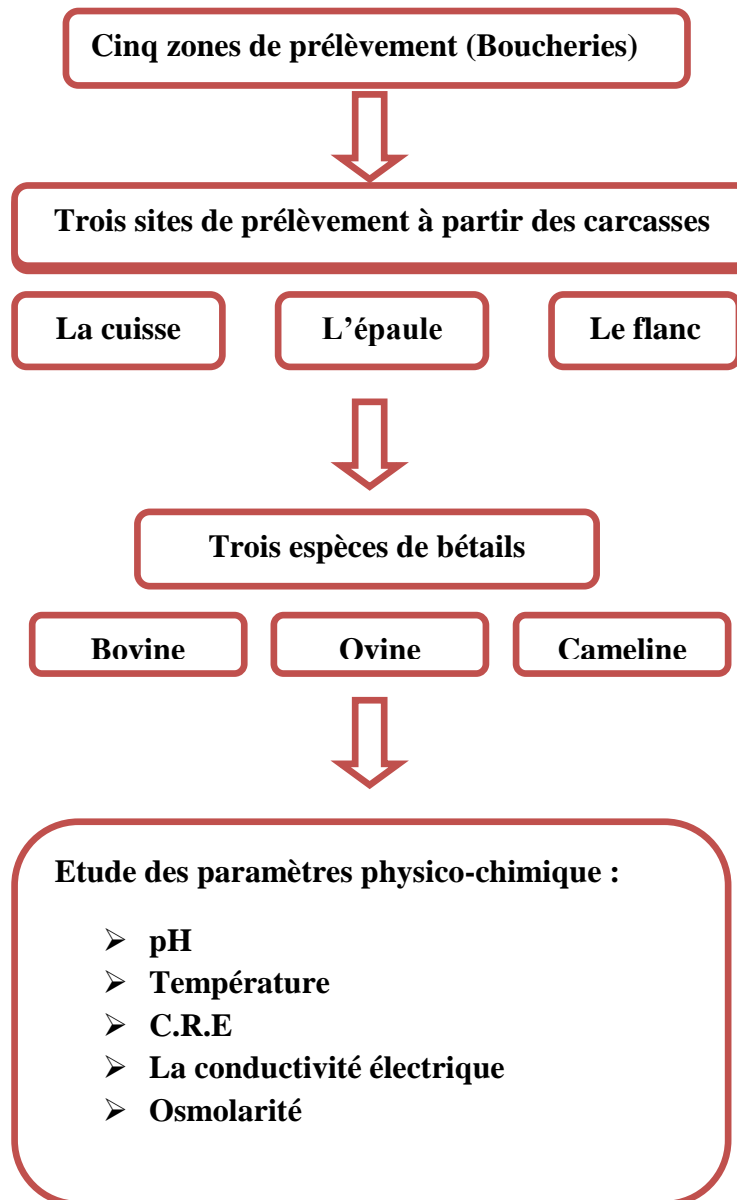 Cinq zones de prélèvement (Boucheries)
Trois sites de prélèvement à partir des carcasses
La cuisse
L’épaule
Le flanc
Trois espèces de bétails
Bovine
Ovine
Cameline
Etude des paramètres physico-chimique :
➢ pH
➢ Température
➢ C.R.E
➢ La conductivité électrique
➢ Osmolarité